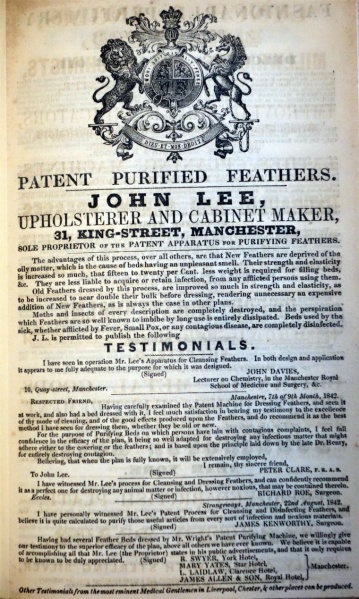 DIEU ET MON DROIT
PATENT PURIFIED FEATHERS.
JOHN LEE,
UPHOLSTERER AND CABINET MAKER,
31, KING-STREET, MANCHESTER,
SOLE PROPRIETOR OF THE PATENT APPARATUS FOR PURIFYING FEATHERS.
The advantages of this process, over all others, are that New Feathers are deprived of the
oily matter, which is the cause of beds having an unpleasant smell. Their strength and elasticity
is increased so much, that fifteen to twenty per Cent. less weight is required for filling beds,
&c. They are less liable to acquire or retain infection, from any afflicted persons using them.
Old Feathers dressed by this process, are improved so much in strength and elasticity, as
to be increased to near double their bulk before dressing, rendering unnecessary an expensive
addition of New Feathers, as is always the case in other plans.
Moths and insects of every description are completely destroyed, and the perspiration
which Feathers are so well known to imbibe by long use is entirely dissipated. Beds used by the
sick, whether afflicted by Fever, Small Pox, or any contagious disease, are completely disinfected.
J. L. is permitted to publish the following
TESTIMONIALS.
I have seen in operation Mr. Lee's Apparatus for Cleansing Feathers. In both design and application
it appears to me fully adequate to the purpose for which it was designed.
(Signed) JOHN DAVIES,
Lecturer on Chemistry, in the Manchester Royal
School of Medicine and Surgery, &c.
20, Quay-street, Manchester.
Manchester, 7th of 9th Month, 1842.
RESPECTED FRIEND,
Having carefully examined thy Patent Machine for Dressing Feathers, and seen it
at work, and also had a bed dressed with it, I feel much satisfaction in bearing my testimony to the excellency
of thy mode of cleaning, and of the good effects produced upon the Feathers, and do recommend it as the best
method I have seen for dressing them, whether they be old or new.
For the purpose of purifying Beds on which persons have lain with contagious complaints, I feel full
confidence in the efficacy of the plan, it being so well adapted for destroying any infectious matter that might
adhere either to the covering or the feathers; and is based upon the principle laid down by the late Dr. Henry,
for entirely destroying contagion.
Believing, that when the plan is fully known, it will be extensively employed,
I remain, thy sincere friend,
To John Lee. (Signed) PETER CLARE, F. R. A. S.
I have witnessed Mr. Lee's process for Cleansing and Dressing Feathers, and can confidently recommend
it as a perfect one for destroying any animal matter or infection, however noxious, that may be contained therein.
Eccles. (Signed) RICHARD ROE, Surgeon.
Strangeways, Manchester, 22nd August, 1842.
I have personally witnessed Mr. Lee's Patent Process for Cleansing and Disinfecting Feathers, and
believe it is quite calculated to purify those useful articles from every sort of infection and noxious materials.
(Signed) JAMES KENWORTHY, Surgeon.
Having had several Feather Beds dressed by Mr. Wright's Patent Purifying Machine, we willingly give
our testimony to the superior efficacy of the plan, above all others we have ever known. We believe it is capable
of accomplishing all that Mr. Lee (the Proprietor) states in his public advertisements, and that it only requires
to be known to be duly appreciated. (Signed) R. SWYER, York Hotel,
MARY YATES, Star Hotel,
L. LAIDLAW, Clarence Hotel,
JAMES ALLEN & SON, Royal Hotel,
Manchester.
Other Testimonials from the most eminent Medical Gentlemen in Liverpool, Chester, &c other places can be produced.